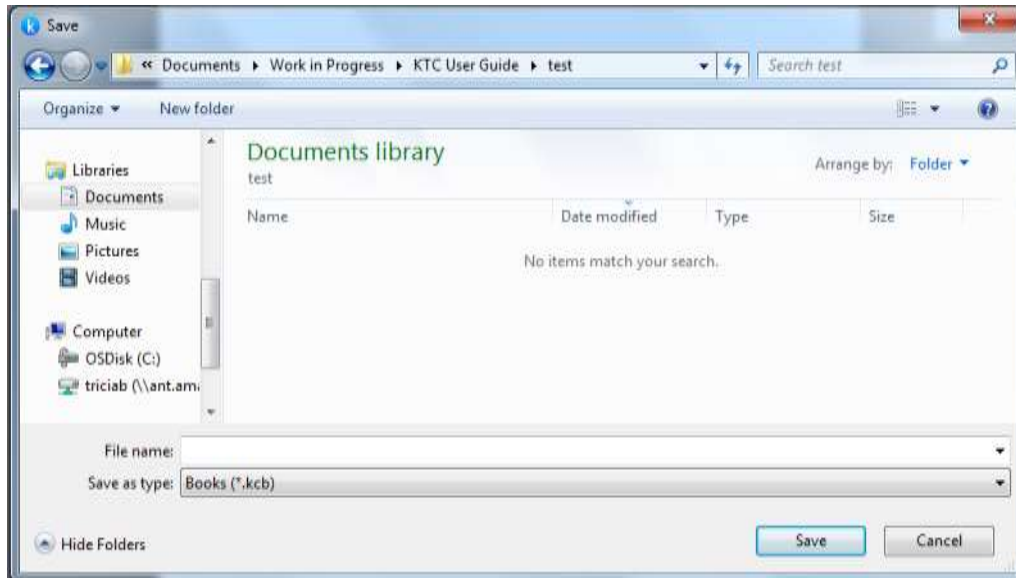 Save
« Documents ▸ Work in Progress ▸ KTC User Guide ▸ test
Search test
Organize ▾ New folder
Libraries
Documents
Music
Pictures
Videos
Computer
OSDisk (C:)
triciab (\\ant.ama
Documents library
test
Arrange by: Folder ▾
Name Date modified Type Size
No items match your search.
File name:
Save as type: Books (*.kcb)
Hide Folders
Save Cancel